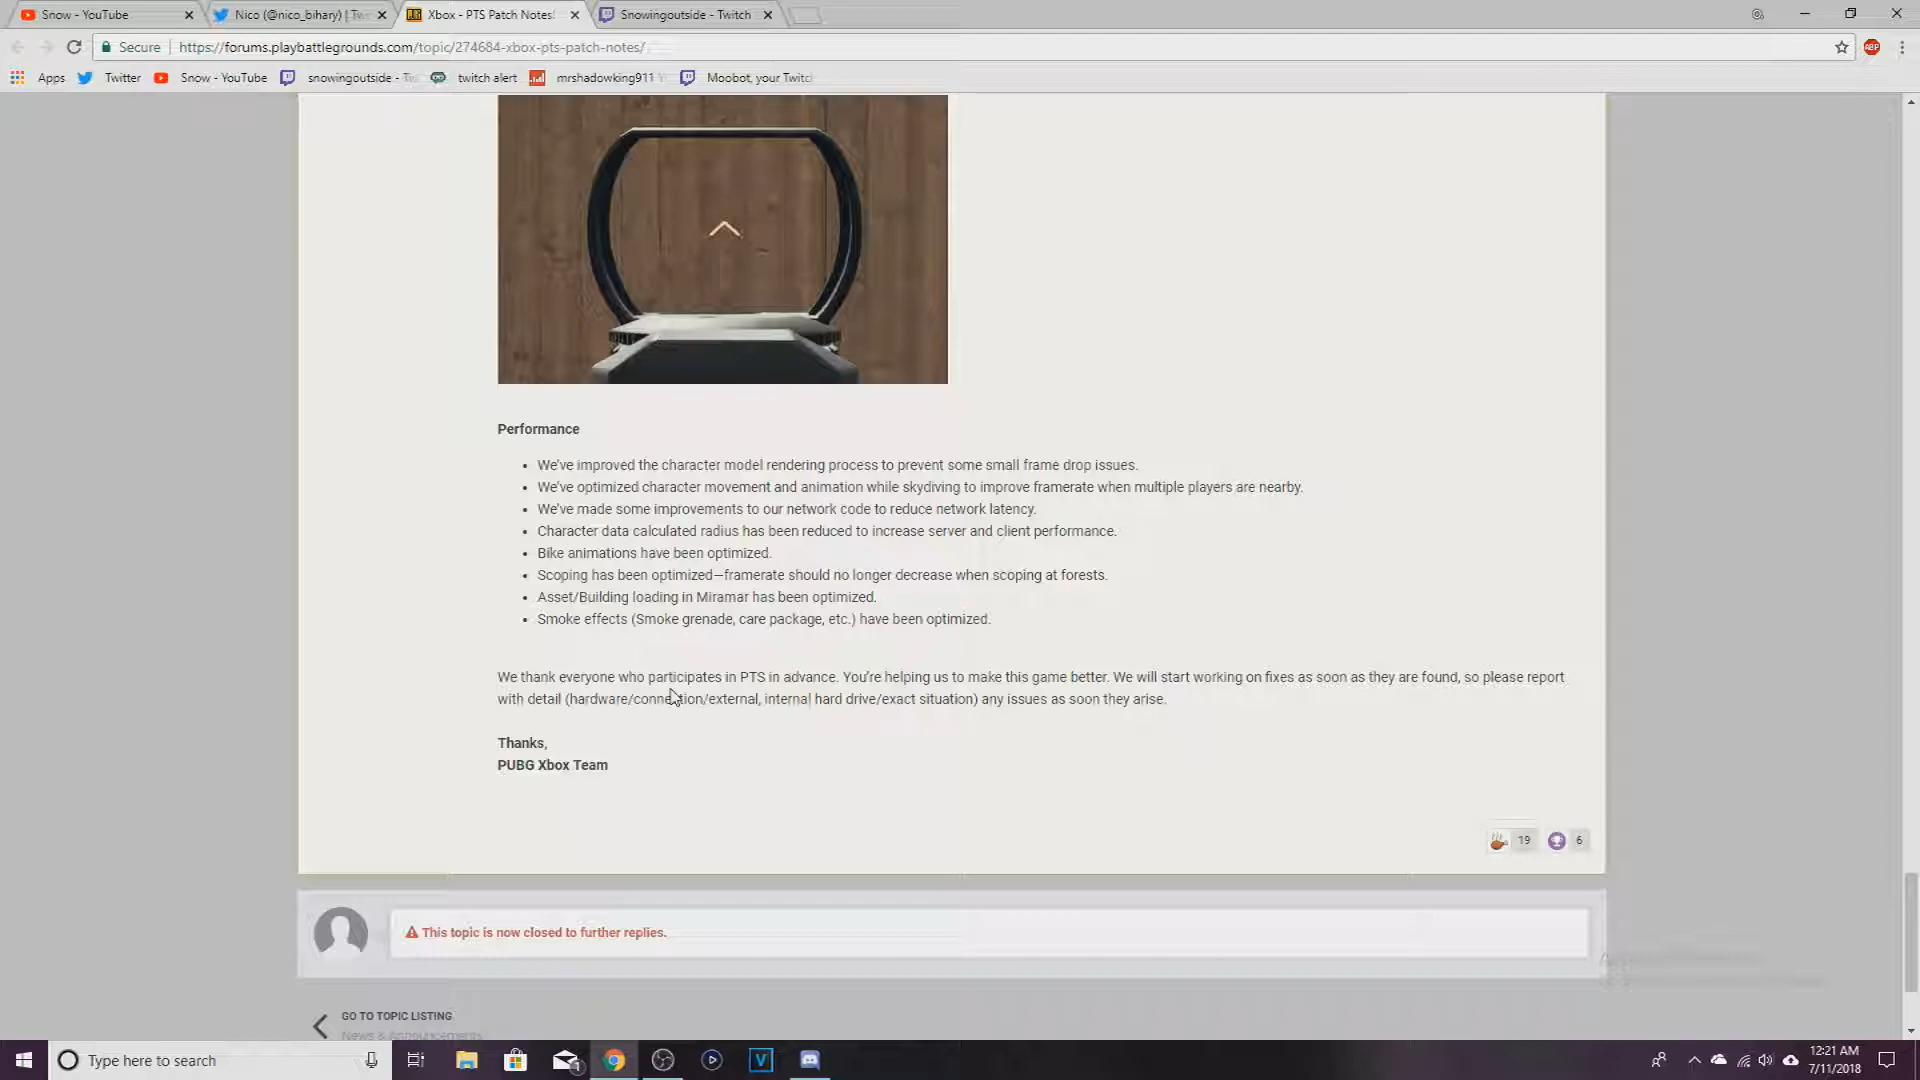 Snow - YouTube
Nico (@nico_bihary) | Tw
Xbox - PTS Patch Notes!
Snowingoutside - Twitch
Secure
https://forums.playbattlegrounds.com/topic/274684-xbox-pts-patch-notes/
ABP
Apps
Twitter
Snow - YouTube
snowingoutside - Tw
twitch alert
mrshadowking911
Moobot, your Twitc
Performance
• We've improved the character model rendering process to prevent some small frame drop issues.
• We've optimized character movement and animation while skydiving to improve framerate when multiple players are nearby.
• We've made some improvements to our network code to reduce network latency.
• Character data calculated radius has been reduced to increase server and client performance.
• Bike animations have been optimized.
• Scoping has been optimized—framerate should no longer decrease when scoping at forests.
• Asset/Building loading in Miramar has been optimized.
• Smoke effects (Smoke grenade, care package, etc.) have been optimized.
We thank everyone who participates in PTS in advance. You're helping us to make this game better. We will start working on fixes as soon as they are found, so please report
with detail (hardware/connection/external, internal hard drive/exact situation) any issues as soon they arise.
Thanks,
PUBG Xbox Team
19
6
This topic is now closed to further replies.
GO TO TOPIC LISTING
News & Announcements
Type here to search
1
V
12:21 AM
7/11/2018